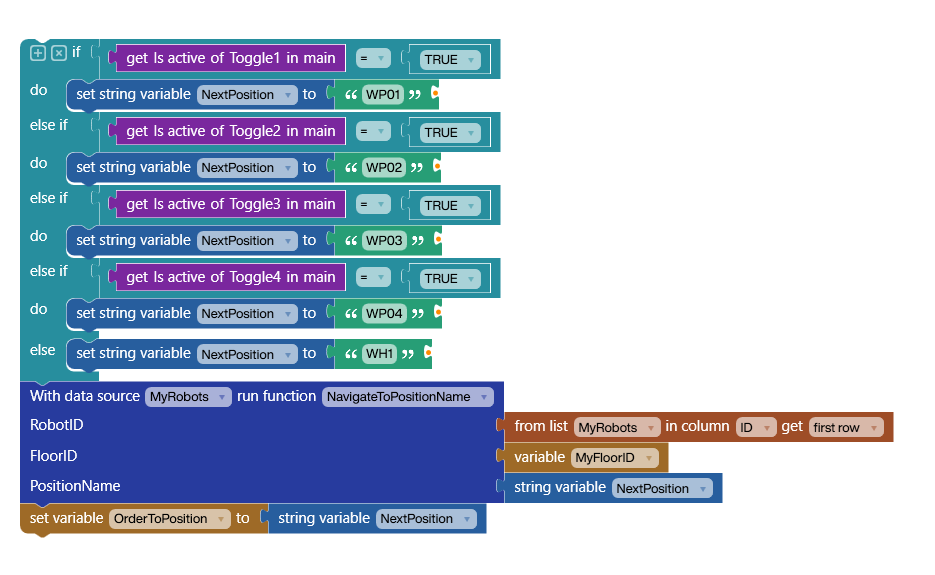 if get Is active of Toggle1 in main = TRUE
do set string variable NextPosition to “ WP01 ”
else if get Is active of Toggle2 in main = TRUE
do set string variable NextPosition to “ WP02 ”
else if get Is active of Toggle3 in main = TRUE
do set string variable NextPosition to “ WP03 ”
else if get Is active of Toggle4 in main = TRUE
do set string variable NextPosition to “ WP04 ”
else set string variable NextPosition to “ WH1 ”
With data source MyRobots run function NavigateToPositionName
RobotID from list MyRobots in column ID get first row
FloorID variable MyFloorID
PositionName string variable NextPosition
set variable OrderToPosition to string variable NextPosition